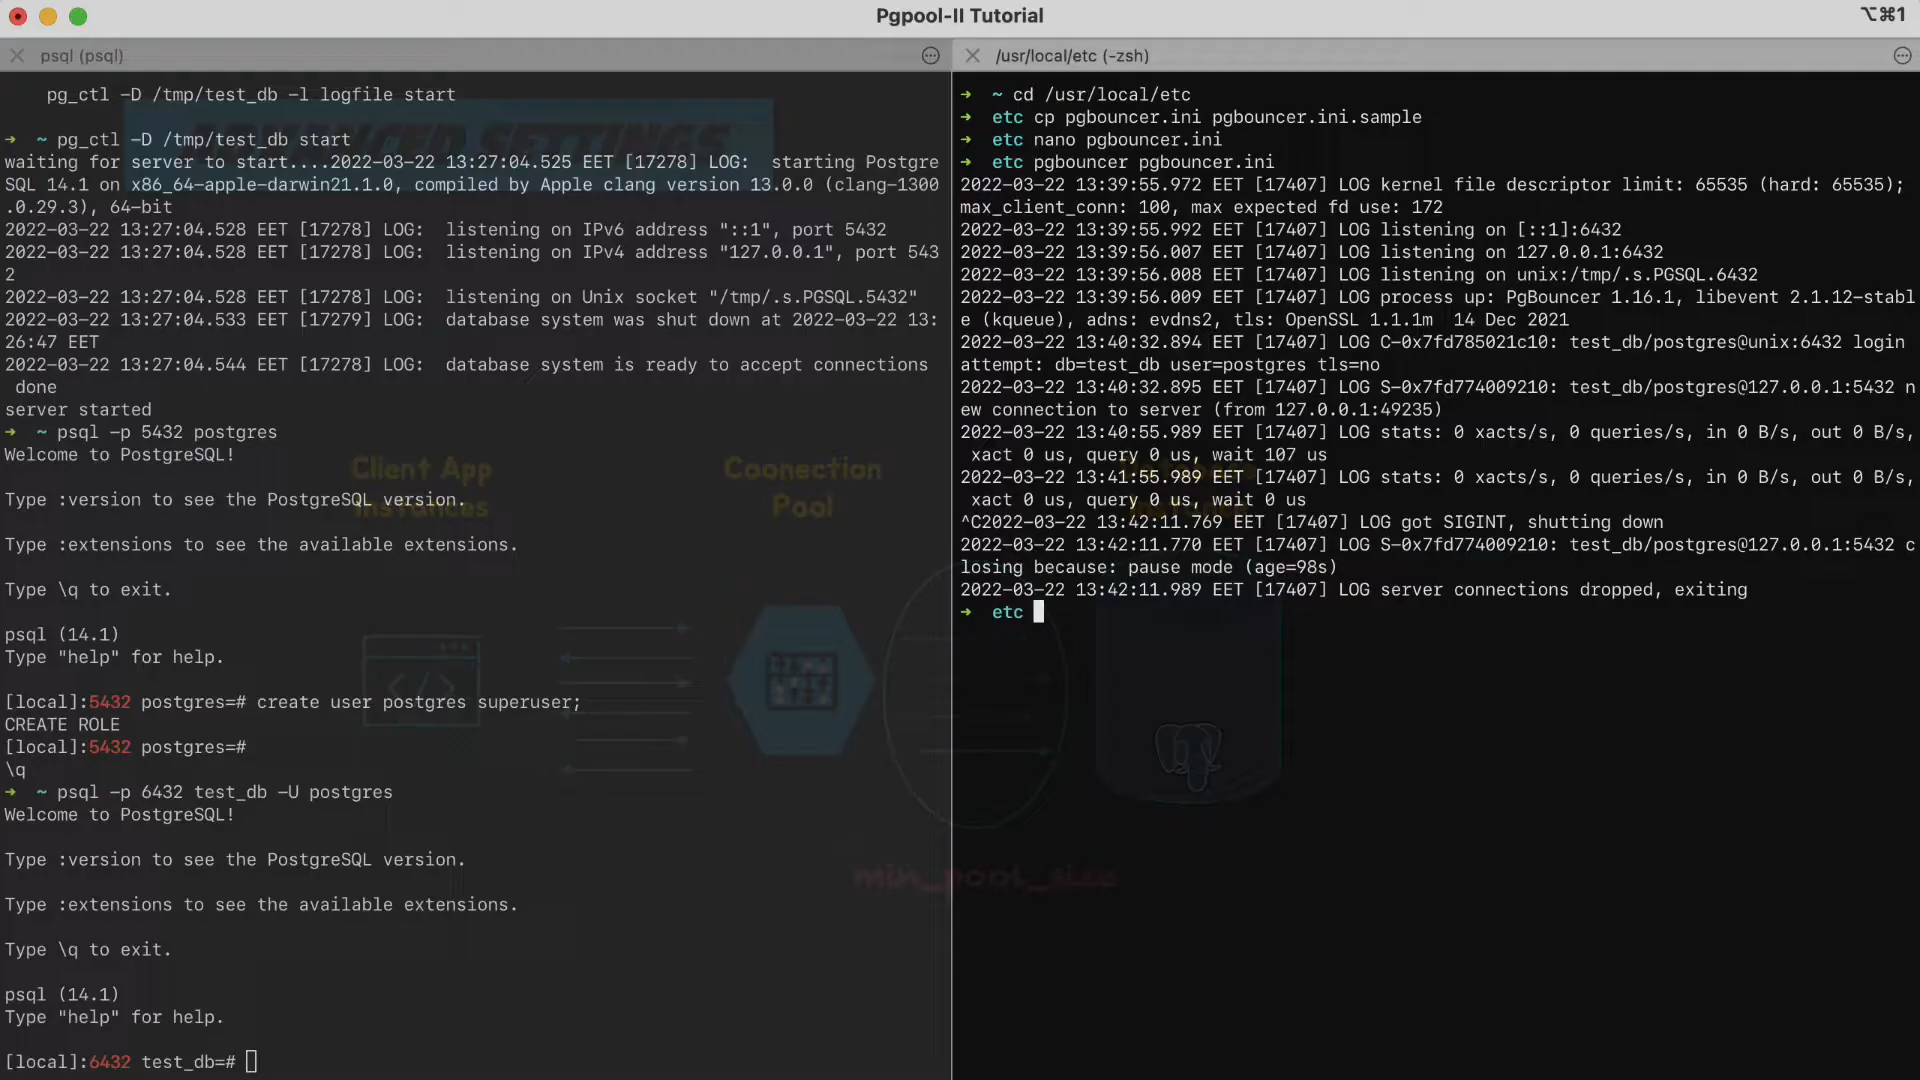 Pgpool-II Tutorial
⌥⌘1
psql (psql)
pg_ctl -D /tmp/test_db -l logfile start
➜ ~ pg_ctl -D /tmp/test_db start
waiting for server to start....2022-03-22 13:27:04.525 EET [17278] LOG:  starting Postgre
SQL 14.1 on x86_64-apple-darwin21.1.0, compiled by Apple clang version 13.0.0 (clang-1300
.0.29.3), 64-bit
2022-03-22 13:27:04.528 EET [17278] LOG:  listening on IPv6 address "::1", port 5432
2022-03-22 13:27:04.528 EET [17278] LOG:  listening on IPv4 address "127.0.0.1", port 543
2
2022-03-22 13:27:04.528 EET [17278] LOG:  listening on Unix socket "/tmp/.s.PGSQL.5432"
2022-03-22 13:27:04.533 EET [17279] LOG:  database system was shut down at 2022-03-22 13:
26:47 EET
2022-03-22 13:27:04.544 EET [17278] LOG:  database system is ready to accept connections
done
server started
➜ ~ psql -p 5432 postgres
Welcome to PostgreSQL!
Type :version to see the PostgreSQL version.
Type :extensions to see the available extensions.
Type \q to exit.
psql (14.1)
Type "help" for help.
[local]:5432 postgres=# create user postgres superuser;
CREATE ROLE
[local]:5432 postgres=#
\q
➜ ~ psql -p 6432 test_db -U postgres
Welcome to PostgreSQL!
Type :version to see the PostgreSQL version.
Type :extensions to see the available extensions.
Type \q to exit.
psql (14.1)
Type "help" for help.
[local]:6432 test_db=#
/usr/local/etc (-zsh)
➜ ~ cd /usr/local/etc
➜ etc cp pgbouncer.ini pgbouncer.ini.sample
➜ etc nano pgbouncer.ini
➜ etc pgbouncer pgbouncer.ini
2022-03-22 13:39:55.972 EET [17407] LOG kernel file descriptor limit: 65535 (hard: 65535);
max_client_conn: 100, max expected fd use: 172
2022-03-22 13:39:55.992 EET [17407] LOG listening on [::1]:6432
2022-03-22 13:39:56.007 EET [17407] LOG listening on 127.0.0.1:6432
2022-03-22 13:39:56.008 EET [17407] LOG listening on unix:/tmp/.s.PGSQL.6432
2022-03-22 13:39:56.009 EET [17407] LOG process up: PgBouncer 1.16.1, libevent 2.1.12-stabl
e (kqueue), adns: evdns2, tls: OpenSSL 1.1.1m  14 Dec 2021
2022-03-22 13:40:32.894 EET [17407] LOG C-0x7fd785021c10: test_db/postgres@unix:6432 login
attempt: db=test_db user=postgres tls=no
2022-03-22 13:40:32.895 EET [17407] LOG S-0x7fd774009210: test_db/postgres@127.0.0.1:5432 n
ew connection to server (from 127.0.0.1:49235)
2022-03-22 13:40:55.989 EET [17407] LOG stats: 0 xacts/s, 0 queries/s, in 0 B/s, out 0 B/s,
xact 0 us, query 0 us, wait 107 us
2022-03-22 13:41:55.989 EET [17407] LOG stats: 0 xacts/s, 0 queries/s, in 0 B/s, out 0 B/s,
xact 0 us, query 0 us, wait 0 us
^C2022-03-22 13:42:11.769 EET [17407] LOG got SIGINT, shutting down
2022-03-22 13:42:11.770 EET [17407] LOG S-0x7fd774009210: test_db/postgres@127.0.0.1:5432 c
losing because: pause mode (age=98s)
2022-03-22 13:42:11.989 EET [17407] LOG server connections dropped, exiting
➜ etc
ADVANCED SETTINGS
Client App
Instances
Coonection
Pool
min_pool_size